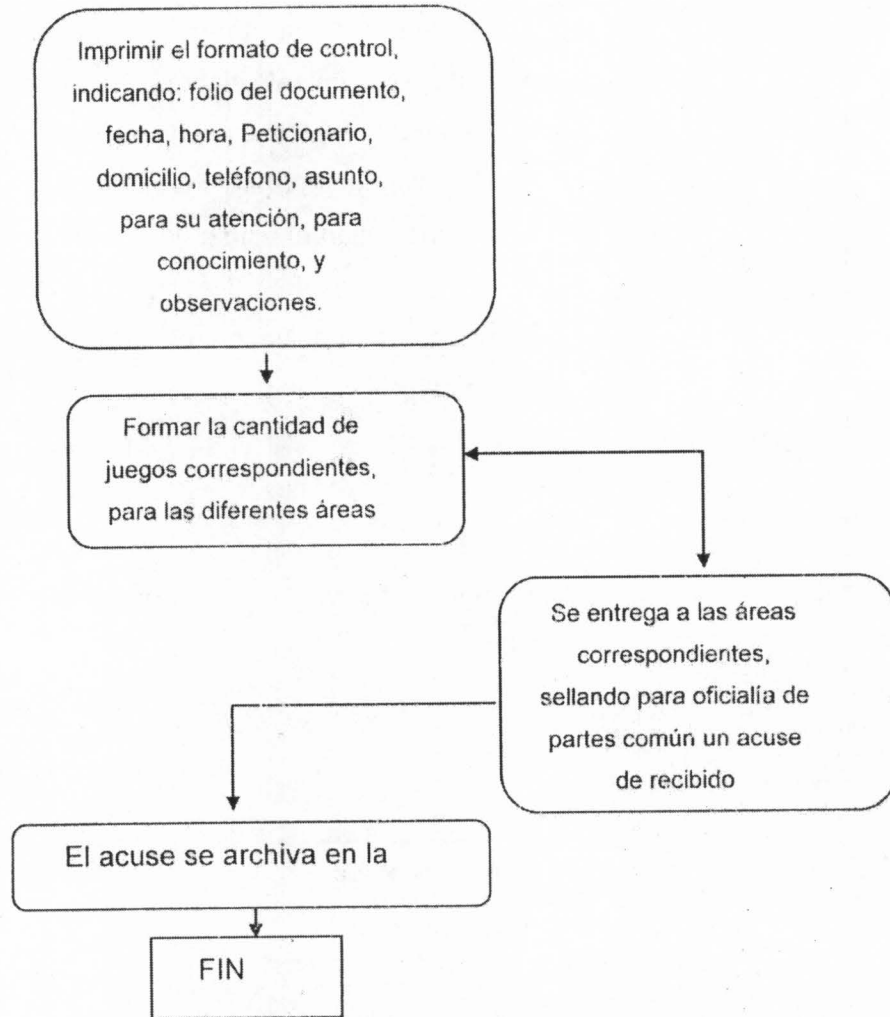 Imprimir el formato de control,
indicando: folio del documento,
fecha, hora, Peticionario,
domicilio, teléfono, asunto,
para su atención, para
conocimiento, y
observaciones.
Formar la cantidad de
juegos correspondientes,
para las diferentes áreas
Se entrega a las áreas
correspondientes,
sellando para oficialía de
partes común un acuse
de recibido
El acuse se archiva en la
FIN